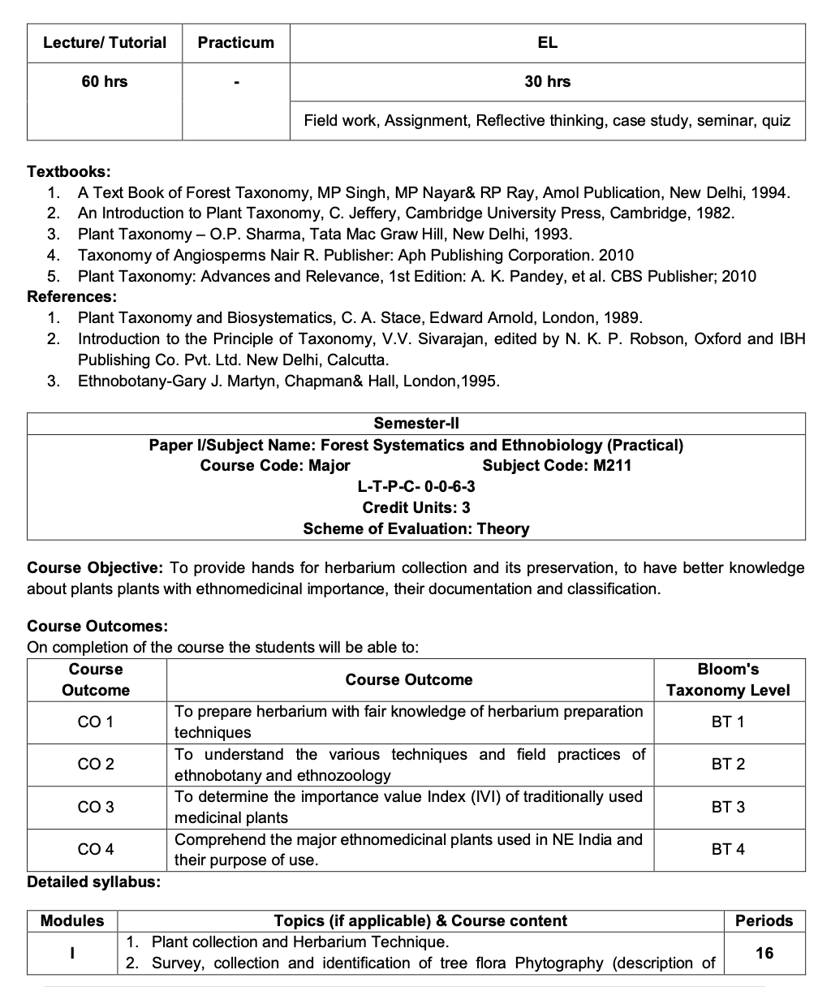 Lecture/ Tutorial Practicum EL
60 hrs - 30 hrs
Field work, Assignment, Reflective thinking, case study, seminar, quiz
Textbooks:
1. A Text Book of Forest Taxonomy, MP Singh, MP Nayar& RP Ray, Amol Publication, New Delhi, 1994.
2. An Introduction to Plant Taxonomy, C. Jeffery, Cambridge University Press, Cambridge, 1982.
3. Plant Taxonomy – O.P. Sharma, Tata Mac Graw Hill, New Delhi, 1993.
4. Taxonomy of Angiosperms Nair R. Publisher: Aph Publishing Corporation. 2010
5. Plant Taxonomy: Advances and Relevance, 1st Edition: A. K. Pandey, et al. CBS Publisher; 2010
References:
1. Plant Taxonomy and Biosystematics, C. A. Stace, Edward Arnold, London, 1989.
2. Introduction to the Principle of Taxonomy, V.V. Sivarajan, edited by N. K. P. Robson, Oxford and IBH
Publishing Co. Pvt. Ltd. New Delhi, Calcutta.
3. Ethnobotany-Gary J. Martyn, Chapman& Hall, London,1995.
Semester-II
Paper I/Subject Name: Forest Systematics and Ethnobiology (Practical)
Course Code: Major Subject Code: M211
L-T-P-C- 0-0-6-3
Credit Units: 3
Scheme of Evaluation: Theory
Course Objective: To provide hands for herbarium collection and its preservation, to have better knowledge
about plants plants with ethnomedicinal importance, their documentation and classification.
Course Outcomes:
On completion of the course the students will be able to:
Course
Outcome
Course Outcome
Bloom's
Taxonomy Level
CO 1
To prepare herbarium with fair knowledge of herbarium preparation
techniques
BT 1
CO 2
To understand the various techniques and field practices of
ethnobotany and ethnozoology
BT 2
CO 3
To determine the importance value Index (IVI) of traditionally used
medicinal plants
BT 3
CO 4
Comprehend the major ethnomedicinal plants used in NE India and
their purpose of use.
BT 4
Detailed syllabus:
Modules Topics (if applicable) & Course content Periods
I
1. Plant collection and Herbarium Technique.
2. Survey, collection and identification of tree flora Phytography (description of
16